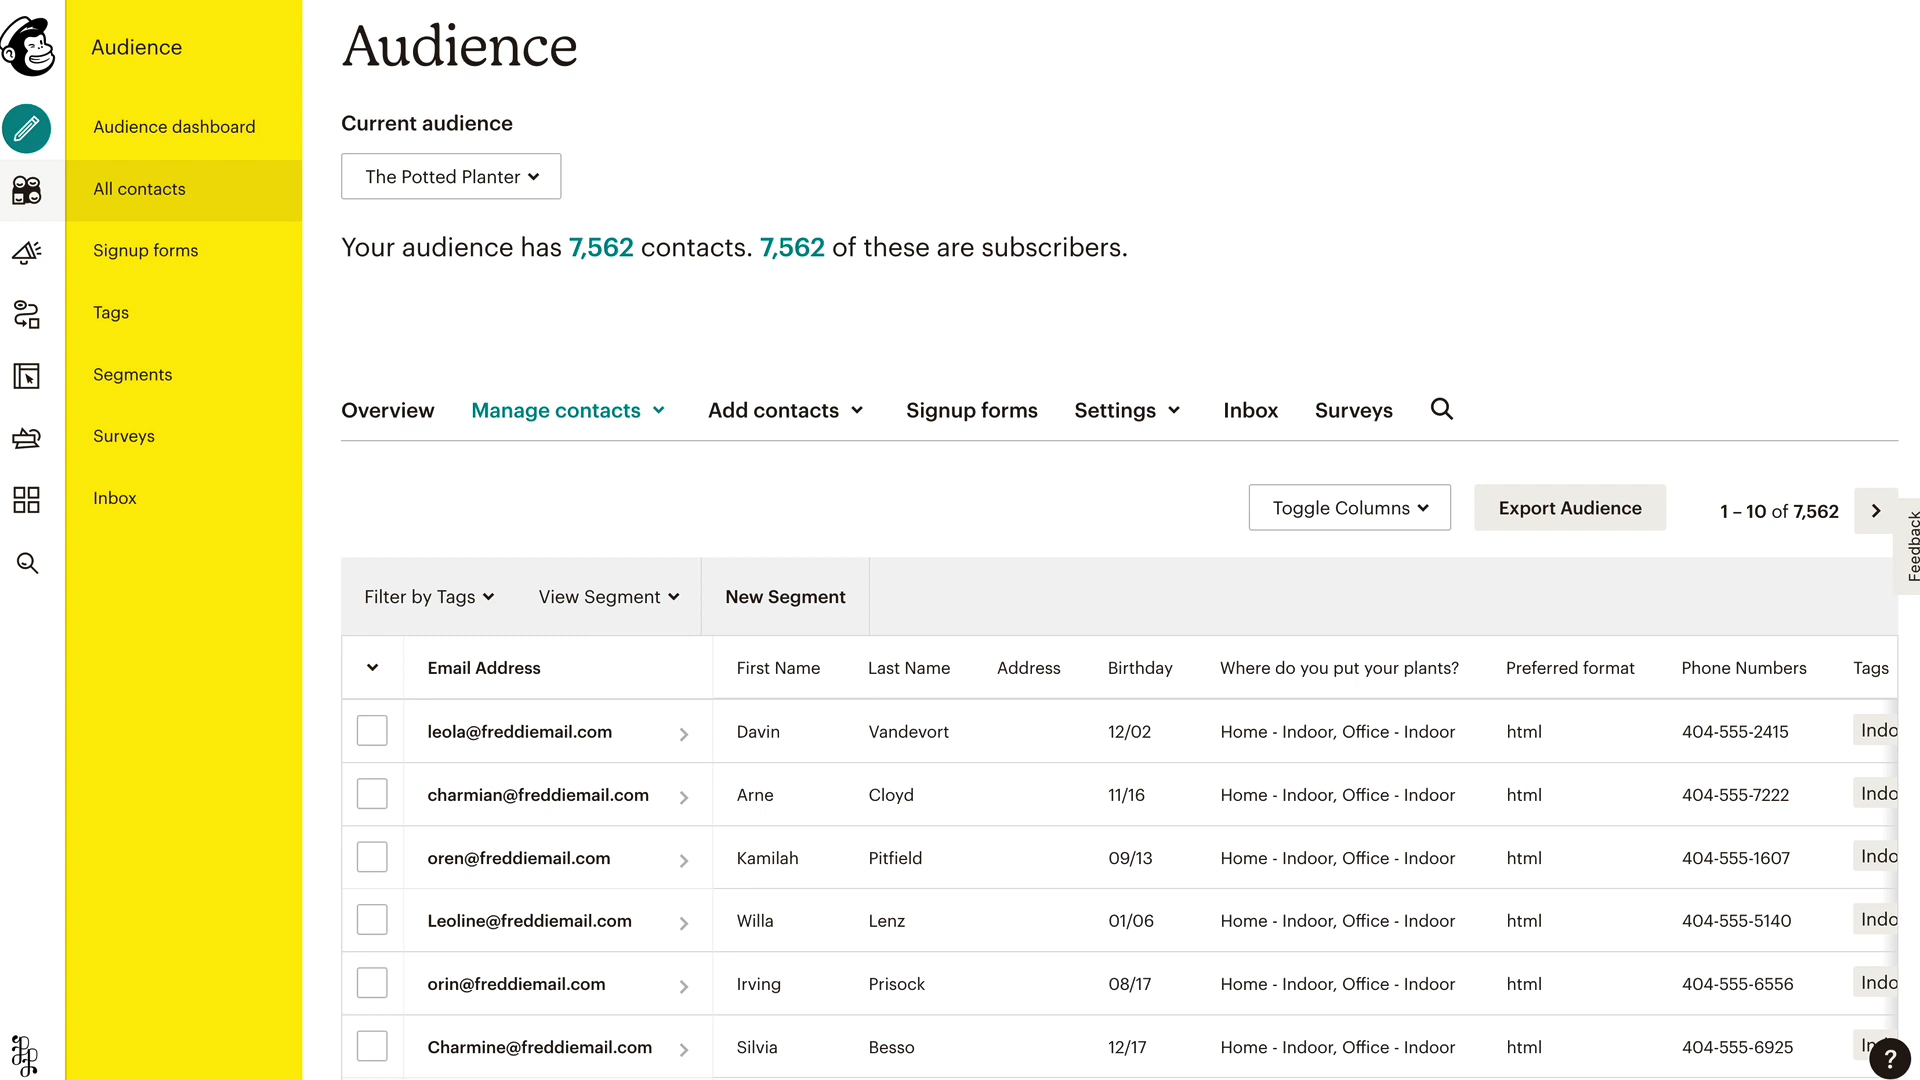 Audience
Audience dashboard
All contacts
Signup forms
Tags
Segments
Surveys
Inbox
Audience
Current audience
The Potted Planter
Your audience has 7,562 contacts. 7,562 of these are subscribers.
Overview Manage contacts Add contacts Signup forms Settings Inbox Surveys
Toggle Columns Export Audience 1 – 10 of 7,562
Feedback
Filter by Tags View Segment New Segment
Email Address First Name Last Name Address Birthday Where do you put your plants? Preferred format Phone Numbers Tags
leola@freddiemail.com Davin Vandevort 12/02 Home - Indoor, Office - Indoor html 404-555-2415 Indo
charmian@freddiemail.com Arne Cloyd 11/16 Home - Indoor, Office - Indoor html 404-555-7222 Indo
oren@freddiemail.com Kamilah Pitfield 09/13 Home - Indoor, Office - Indoor html 404-555-1607 Indo
Leoline@freddiemail.com Willa Lenz 01/06 Home - Indoor, Office - Indoor html 404-555-5140 Indo
orin@freddiemail.com Irving Prisock 08/17 Home - Indoor, Office - Indoor html 404-555-6556 Indo
Charmine@freddiemail.com Silvia Besso 12/17 Home - Indoor, Office - Indoor html 404-555-6925
?